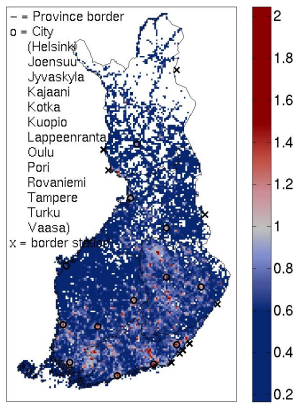 – = Province border
o = City
(Helsinki
Joensuu
Jyvaskyla
Kajaani
Kotka
Kuopio
Lappeenranta
Oulu
Pori
Rovaniemi
Tampere
Turku
Vaasa)
x = border station
2
1.8
1.6
1.4
1.2
1
0.8
0.6
0.4
0.2